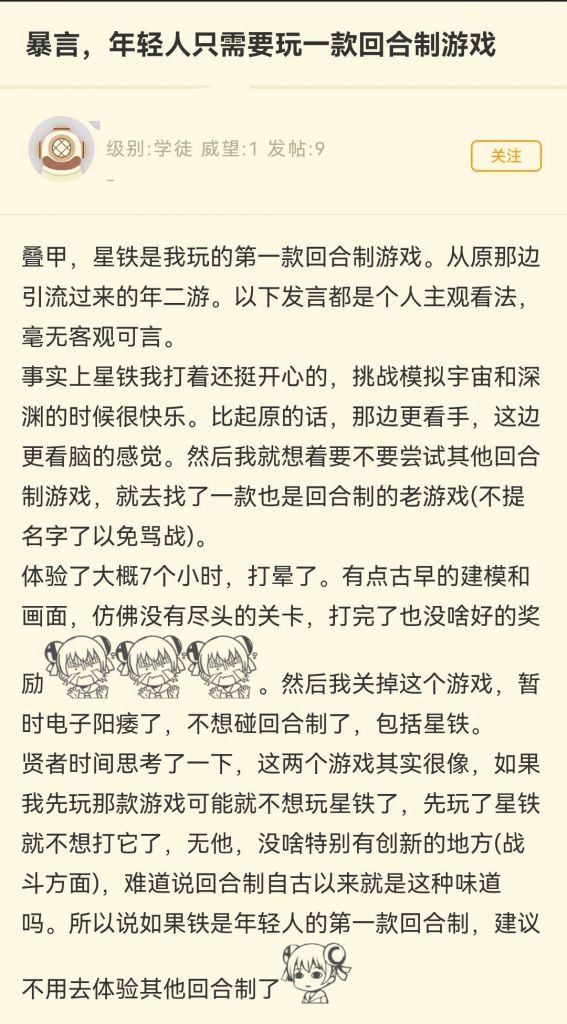 暴言，年轻人只需要玩一款回合制游戏
级别:学徒 威望:1 发帖:9
关注
–
叠甲，星铁是我玩的第一款回合制游戏。从原那边
引流过来的年二游。以下发言都是个人主观看法，
毫无客观可言。
事实上星铁我打着还挺开心的，挑战模拟宇宙和深
渊的时候很快乐。比起原的话，那边更看手，这边
更看脑的感觉。然后我就想着要不要尝试其他回合
制游戏，就去找了一款也是回合制的老游戏(不提
名字了以免骂战)。
体验了大概7个小时，打晕了。有点古早的建模和
画面，仿佛没有尽头的关卡，打完了也没啥好的奖
励。然后我关掉这个游戏，暂
时电子阳痿了，不想碰回合制了，包括星铁。
贤者时间思考了一下，这两个游戏其实很像，如果
我先玩那款游戏可能就不想玩星铁了，先玩了星铁
就不想打它了，无他，没啥特别有创新的地方(战
斗方面)，难道说回合制自古以来就是这种味道
吗。所以说如果铁是年轻人的第一款回合制，建议
不用去体验其他回合制了